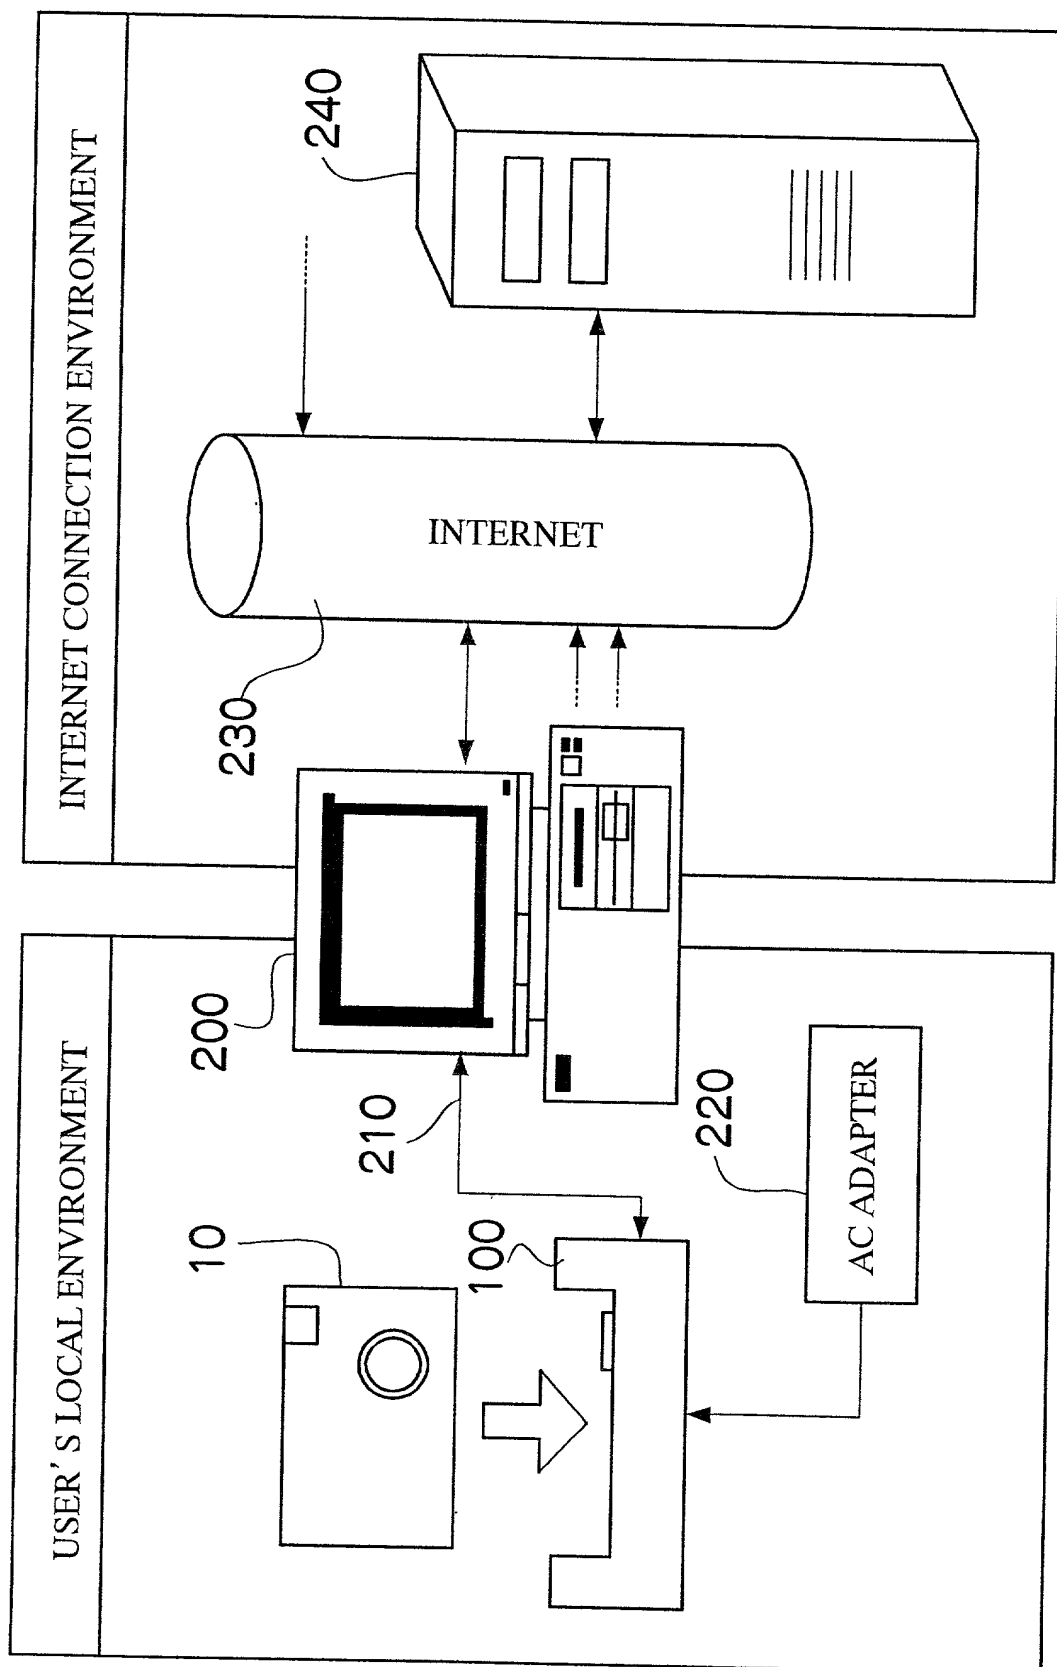 USER' S LOCAL ENVIRONMENT
10
100
210
200
220
AC ADAPTER
INTERNET CONNECTION ENVIRONMENT
230
INTERNET
240